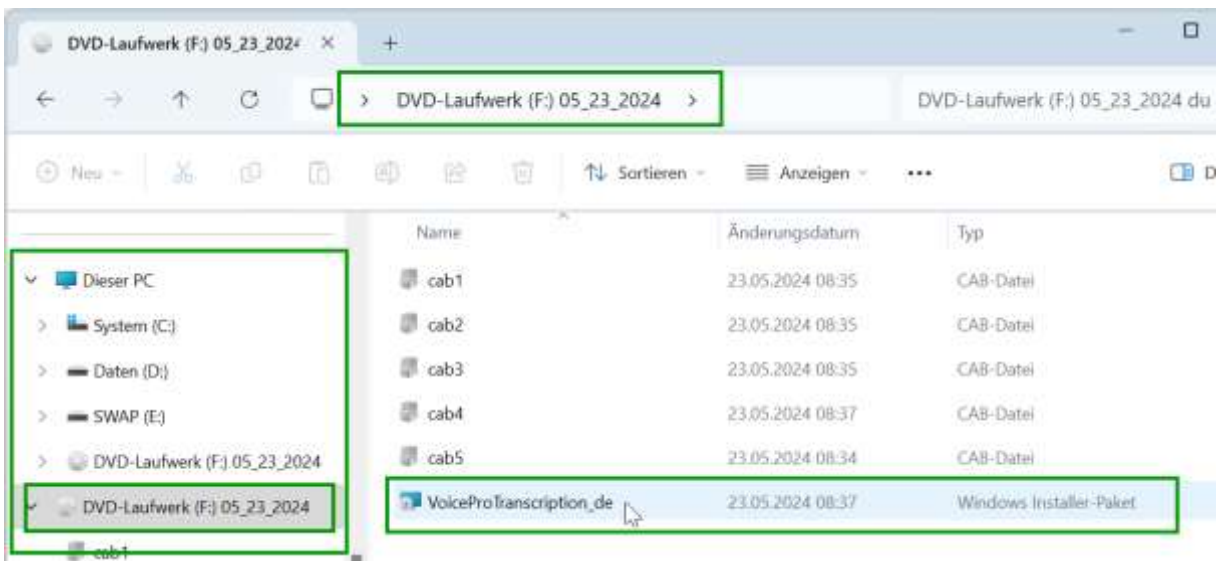 DVD-Laufwerk (F:) 05_23_2024
DVD-Laufwerk (F:) 05_23_2024
DVD-Laufwerk (F:) 05_23_2024 du
Neu
Sortieren
Anzeigen
D
Name Änderungsdatum Typ
Dieser PC
cab1 23.05.2024 08:35 CAB-Datei
System (C:)
cab2 23.05.2024 08:35 CAB-Datei
Daten (D:)
cab3 23.05.2024 08:35 CAB-Datei
SWAP (E:)
cab4 23.05.2024 08:37 CAB-Datei
DVD-Laufwerk (F:) 05_23_2024
cab5 23.05.2024 08:34 CAB-Datei
DVD-Laufwerk (F:) 05_23_2024
VoiceProTranscription_de 23.05.2024 08:37 Windows Installer-Paket
cab1